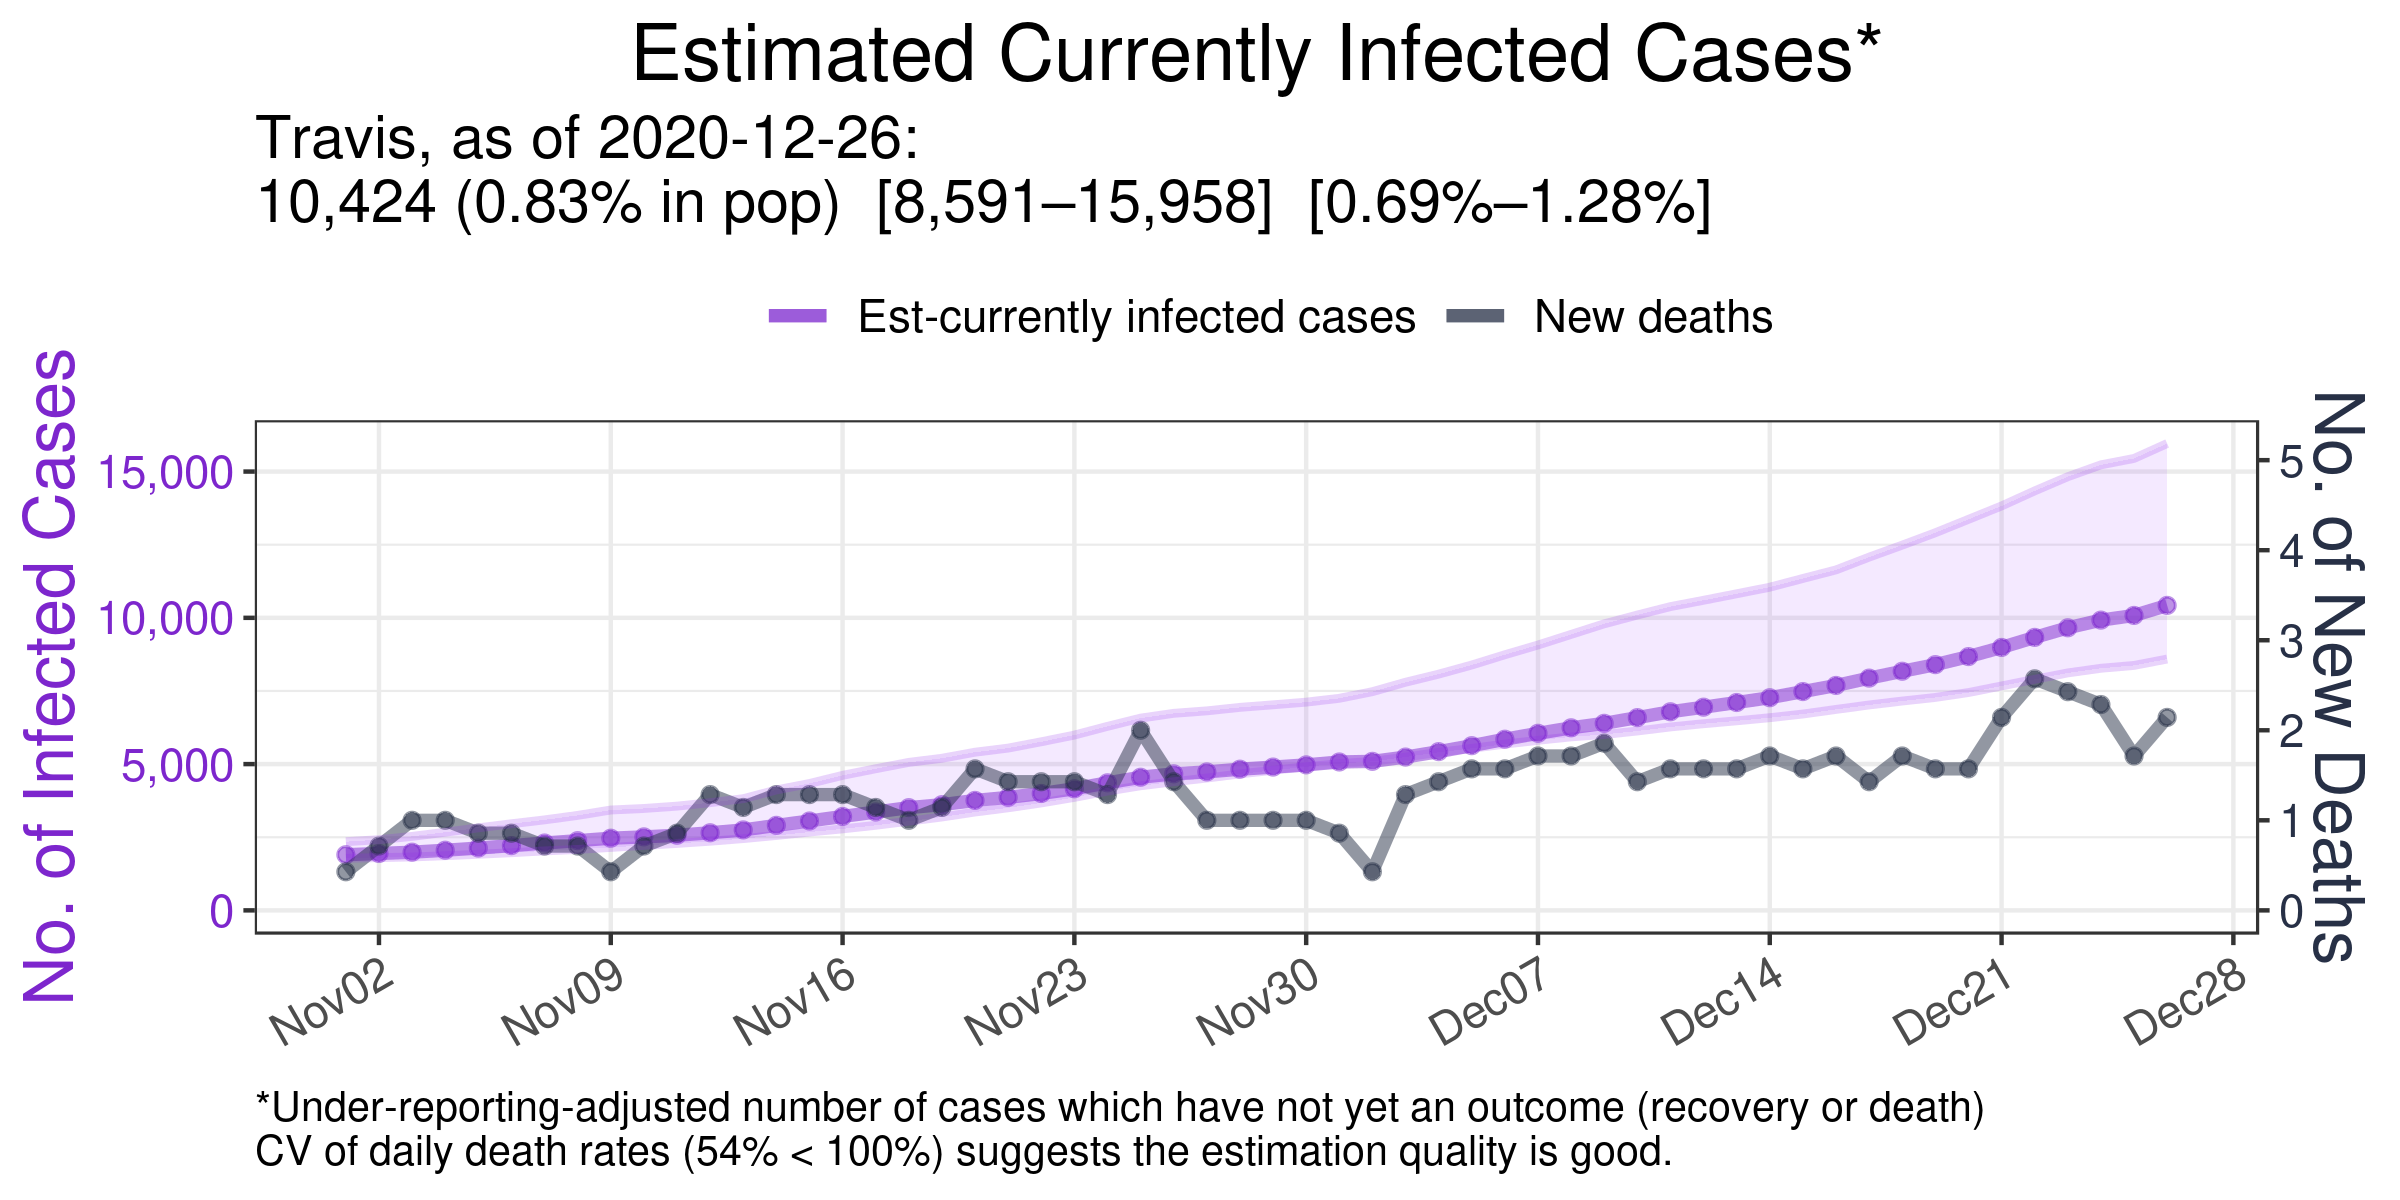 Estimated Currently Infected Cases*
Travis, as of 2020-12-26:
10,424 (0.83% in pop)  [8,591–15,958]  [0.69%–1.28%]
Est-currently infected cases
New deaths
No. of Infected Cases
15,000
10,000
5,000
0
5
4
3
2
1
0
No. of New Deaths
Nov02
Nov09
Nov16
Nov23
Nov30
Dec07
Dec14
Dec21
Dec28
*Under-reporting-adjusted number of cases which have not yet an outcome (recovery or death)
CV of daily death rates (54% < 100%) suggests the estimation quality is good.